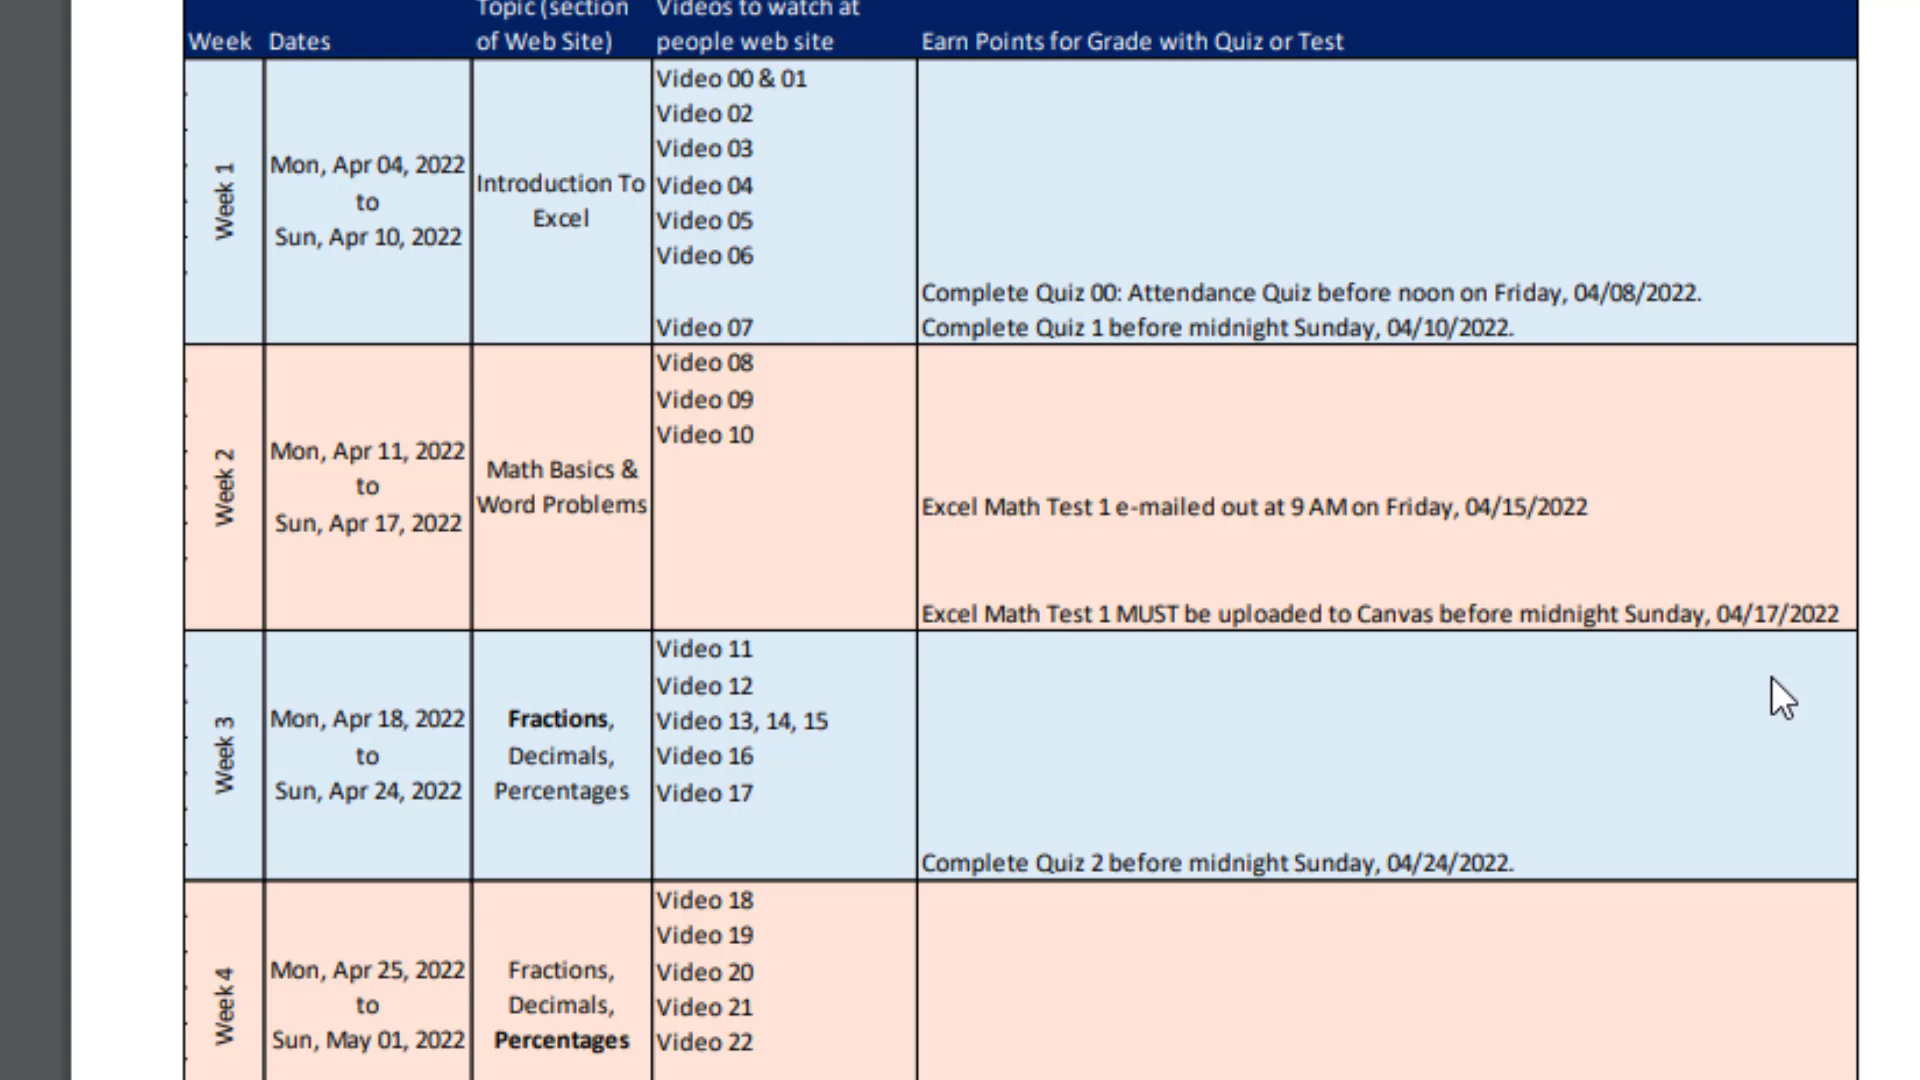 Topic (section
of Web Site)
Videos to watch at
people web site
Week
Dates
Earn Points for Grade with Quiz or Test
Week 1
Mon, Apr 04, 2022
to
Sun, Apr 10, 2022
Introduction To
Excel
Video 00 & 01
Video 02
Video 03
Video 04
Video 05
Video 06
Video 07
Complete Quiz 00: Attendance Quiz before noon on Friday, 04/08/2022.
Complete Quiz 1 before midnight Sunday, 04/10/2022.
Week 2
Mon, Apr 11, 2022
to
Sun, Apr 17, 2022
Math Basics &
Word Problems
Video 08
Video 09
Video 10
Excel Math Test 1 e-mailed out at 9 AM on Friday, 04/15/2022
Excel Math Test 1 MUST be uploaded to Canvas before midnight Sunday, 04/17/2022
Week 3
Mon, Apr 18, 2022
to
Sun, Apr 24, 2022
Fractions,
Decimals,
Percentages
Video 11
Video 12
Video 13, 14, 15
Video 16
Video 17
Complete Quiz 2 before midnight Sunday, 04/24/2022.
Week 4
Mon, Apr 25, 2022
to
Sun, May 01, 2022
Fractions,
Decimals,
Percentages
Video 18
Video 19
Video 20
Video 21
Video 22